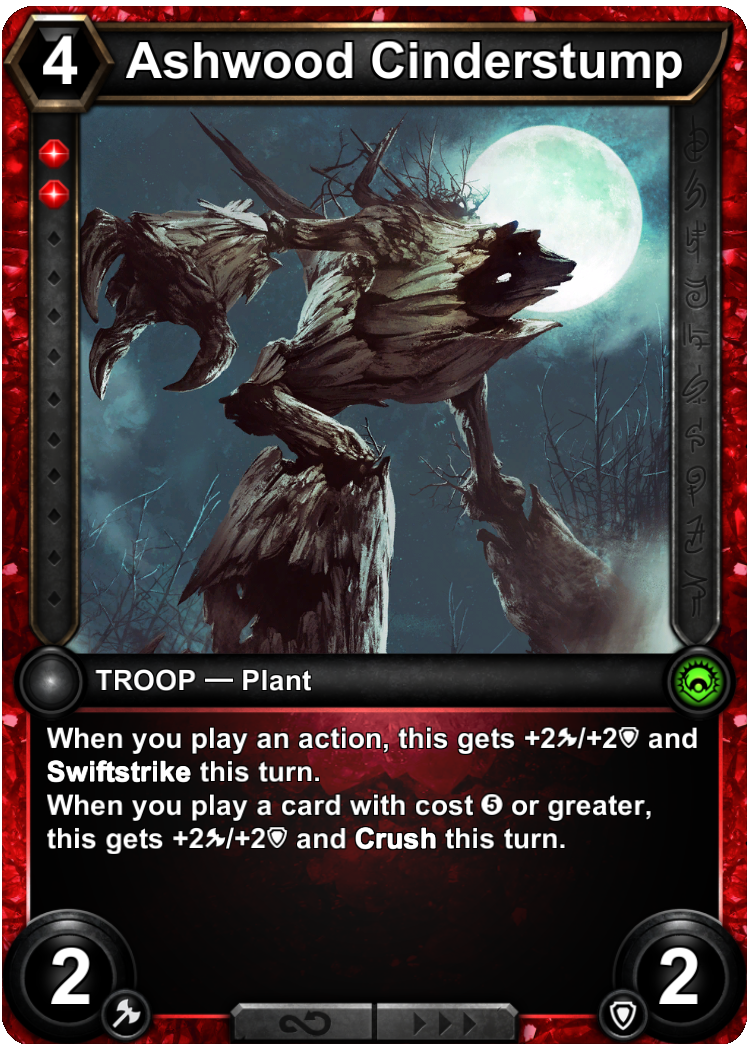 4 Ashwood Cinderstump
TROOP — Plant
When you play an action, this gets +2/+2 and
Swiftstrike this turn.
When you play a card with cost ❺ or greater,
this gets +2/+2 and Crush this turn.
2 2